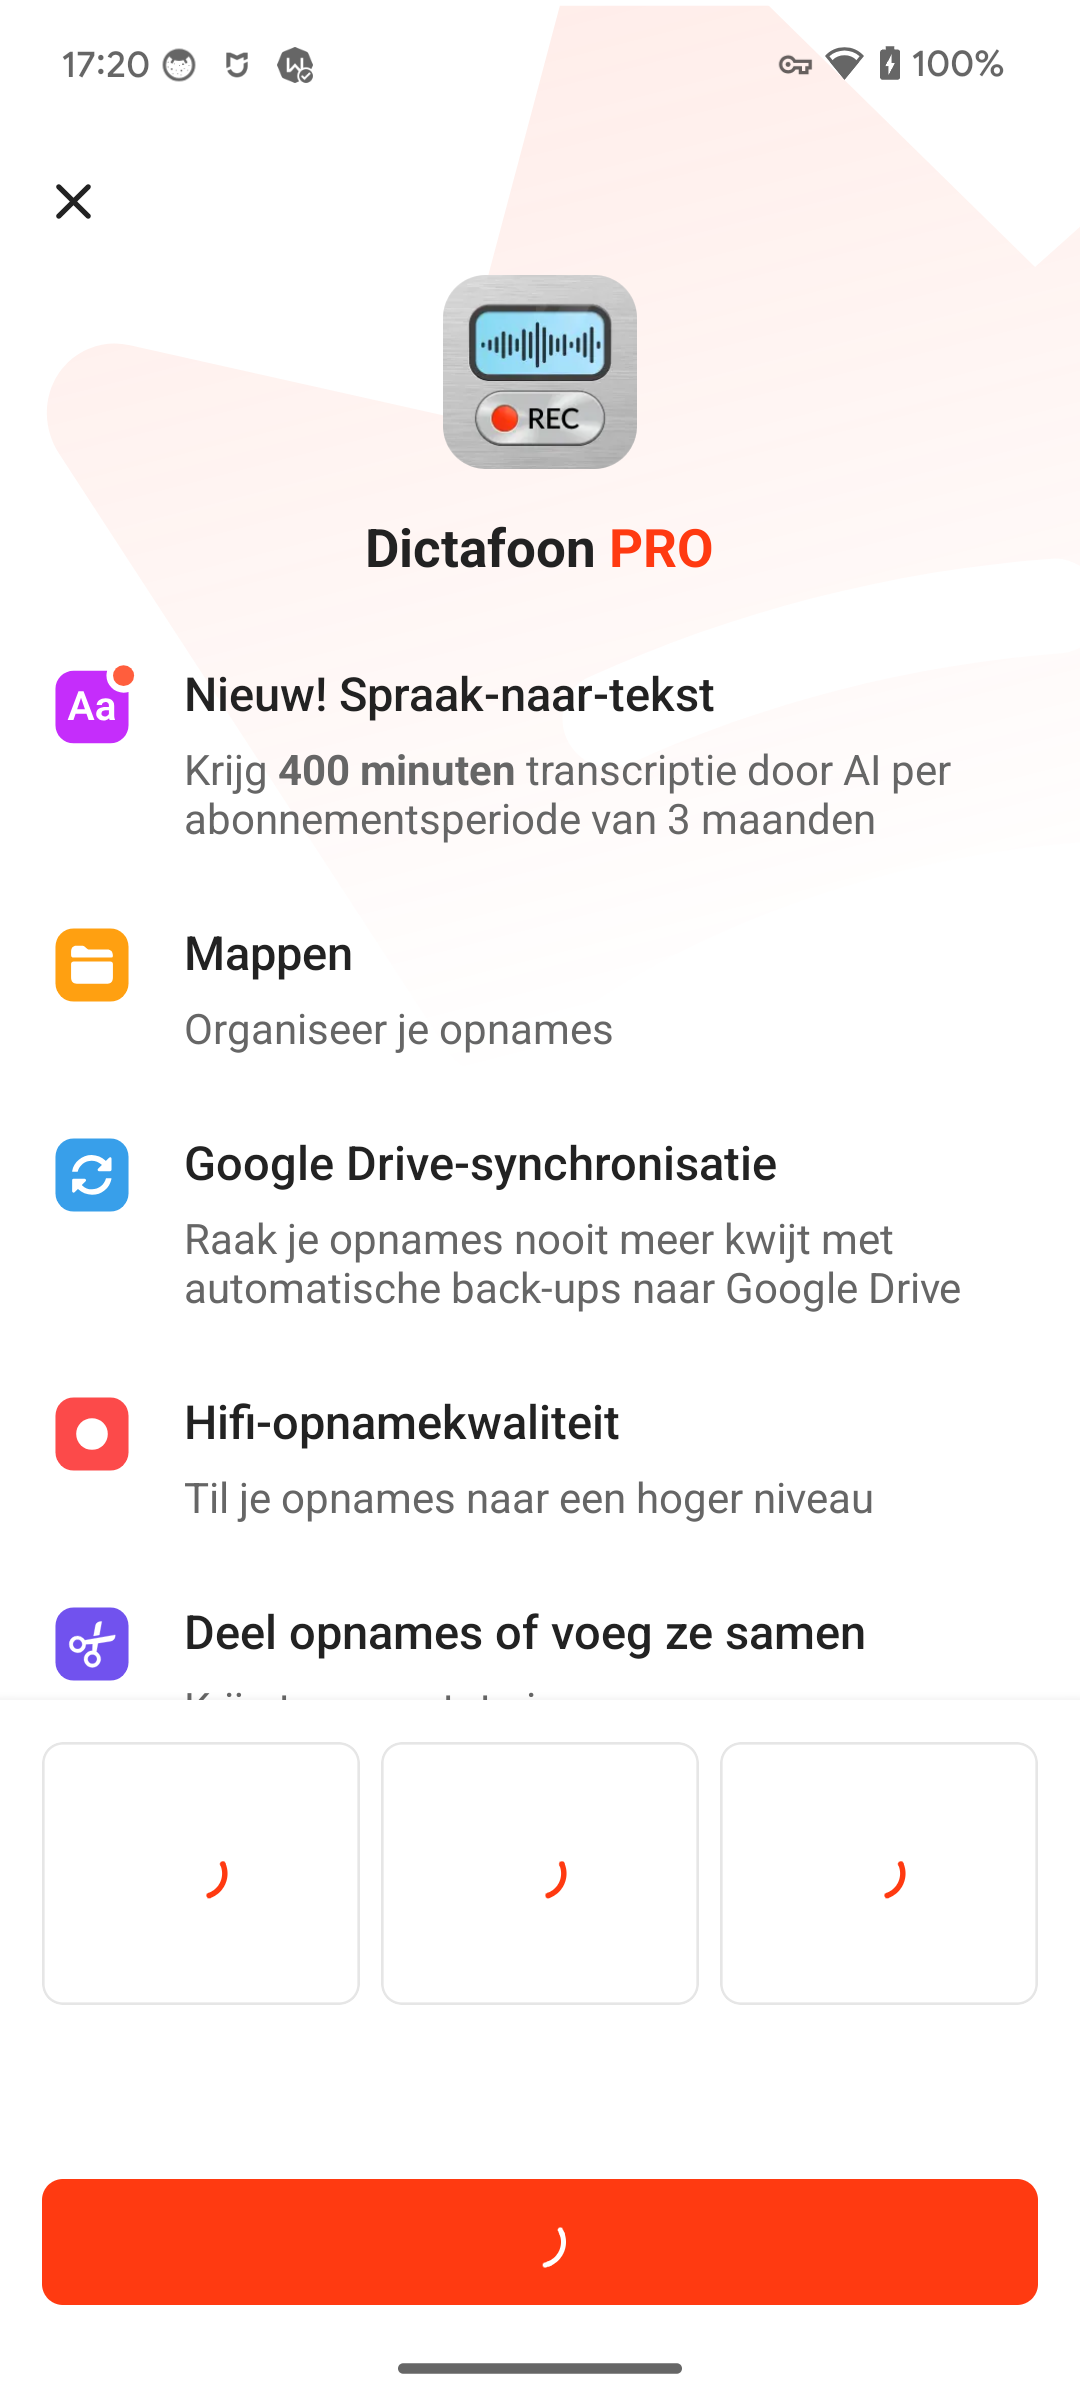 17:20
100%
REC
Dictafoon PRO
Aa
Nieuw! Spraak-naar-tekst
Krijg 400 minuten transcriptie door AI per
abonnementsperiode van 3 maanden
Mappen
Organiseer je opnames
Google Drive-synchronisatie
Raak je opnames nooit meer kwijt met
automatische back-ups naar Google Drive
Hifi-opnamekwaliteit
Til je opnames naar een hoger niveau
Deel opnames of voeg ze samen